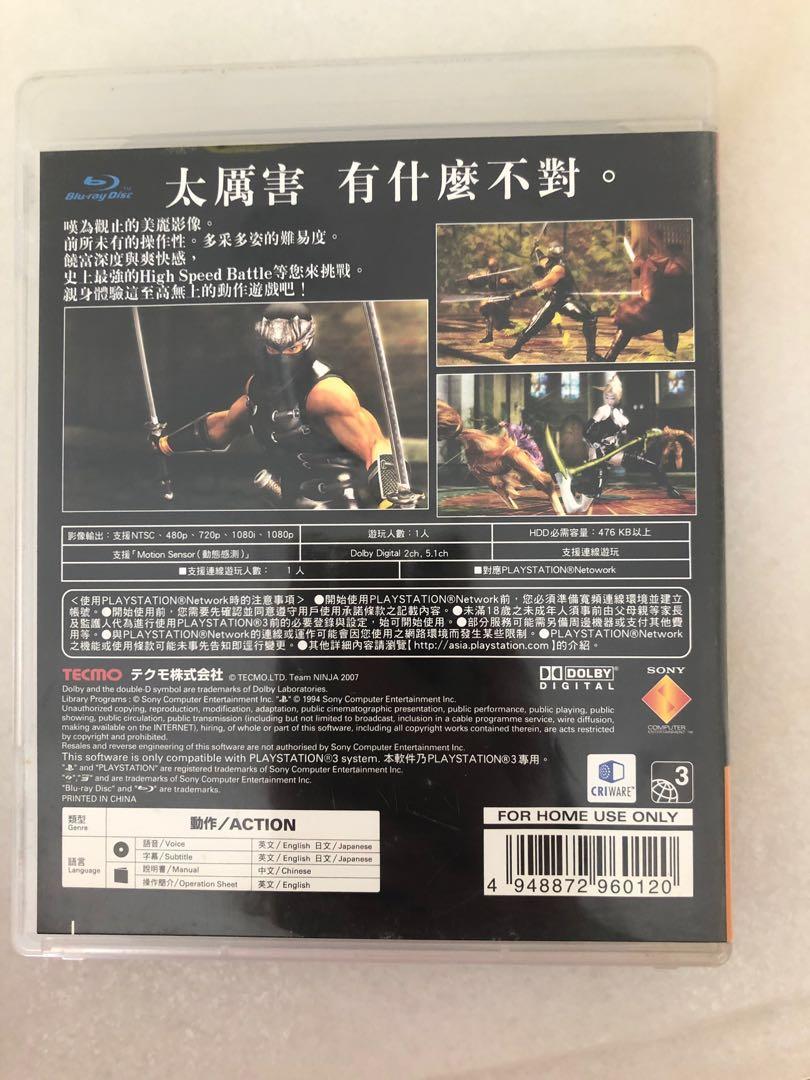 Blu-ray Disc™
太厲害 有什麼不對。
嘆為觀止的美麗影像。
前所未有的操作性。多采多姿的難易度。
饒富深度與爽快感,
史上最強的High Speed Battle等您來挑戰。
親身體驗這至高無上的動作遊戲吧!
影像輸出:支援NTSC、480p、720p、1080i、1080p
遊玩人數:1人
HDD必需容量:476 KB以上
支援「Motion Sensor(動態感測)」
Dolby Digital 2ch, 5.1ch
支援連線遊玩
■支援連線遊玩人數: 1 人
■對應PLAYSTATION®Netowork
<使用PLAYSTATION®Network時的注意事項> ●開始使用PLAYSTATION®Network前,您必須準備寬頻連線環境並建立
帳號。●開始使用前,您需要先確認並同意遵守用戶使用承諾條款之記載內容。●未滿18歲之未成年人須事前由父母親等家長
及監護人代為進行使用PLAYSTATION®3前的必要登錄與設定,始可開始使用。●部分服務可能需另備周邊機器或支付其他費
用等。●與PLAYSTATION®Network的連線或運作可能會因您使用之網路環境而發生某些限制。●PLAYSTATION®Network
之機能或使用條款可能未事先告知即逕行變更。●其他詳細內容請瀏覽【http://asia.playstation.com】的介紹。
TECMO テクモ株式会社 © TECMO,LTD. Team NINJA 2007
Dolby and the double-D symbol are trademarks of Dolby Laboratories.
Library Programs : © Sony Computer Entertainment Inc. "PS" © 1994 Sony Computer Entertainment Inc.
Unauthorized copying, reproduction, modification, adaptation, public cinematographic presentation, public performance, public playing, public
showing, public circulation, public transmission (including but not limited to broadcast, inclusion in a cable programme service, wire diffusion,
making available on the INTERNET), hiring, of whole or part of this software, including all copyright works contained therein, are acts restricted
by copyright and prohibited.
Resales and reverse engineering of this software are not authorised by Sony Computer Entertainment Inc.
This software is only compatible with PLAYSTATION®3 system. 本軟件乃PLAYSTATION®3專用。
"PS" and "PLAYSTATION" are registered trademarks of Sony Computer Entertainment Inc.
and are trademarks of Sony Computer Entertainment Inc.
"Blu-ray Disc" and are trademarks.
PRINTED IN CHINA
DOLBY
DIGITAL
SONY
COMPUTER
ENTERTAINMENT™
CRIWARE™
3
類型
Genre
動作/ACTION
語言
Language
語音/Voice 英文/English 日文/Japanese
字幕/Subtitle 英文/English 日文/Japanese
說明書/Manual 中文/Chinese
操作簡介/Operation Sheet 英文/English
FOR HOME USE ONLY
4 948872 960120